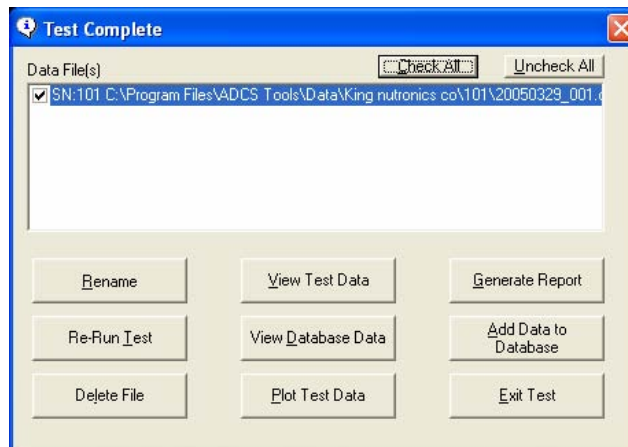 Test Complete
Data File(s) Check All Uncheck All
SN:101 C:\Program Files\ADCS Tools\Data\King nutronics co\101\20050329_001.
Rename View Test Data Generate Report
Re-Run Test View Database Data Add Data to Database
Delete File Plot Test Data Exit Test